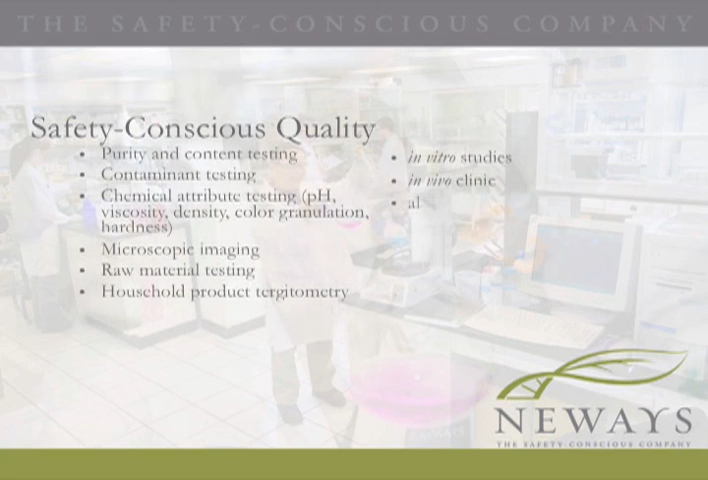 THE SAFETY-CONSCIOUS COMPANY
Safety-Conscious Quality
• Purity and content testing
• Contaminant testing
• Chemical attribute testing (pH,
viscosity, density, color granulation,
hardness)
• Microscopic imaging
• Raw material testing
• Household product tergitometry
• in vitro studies
• in vivo clinic
• al
NEWAYS
THE SAFETY-CONSCIOUS COMPANY